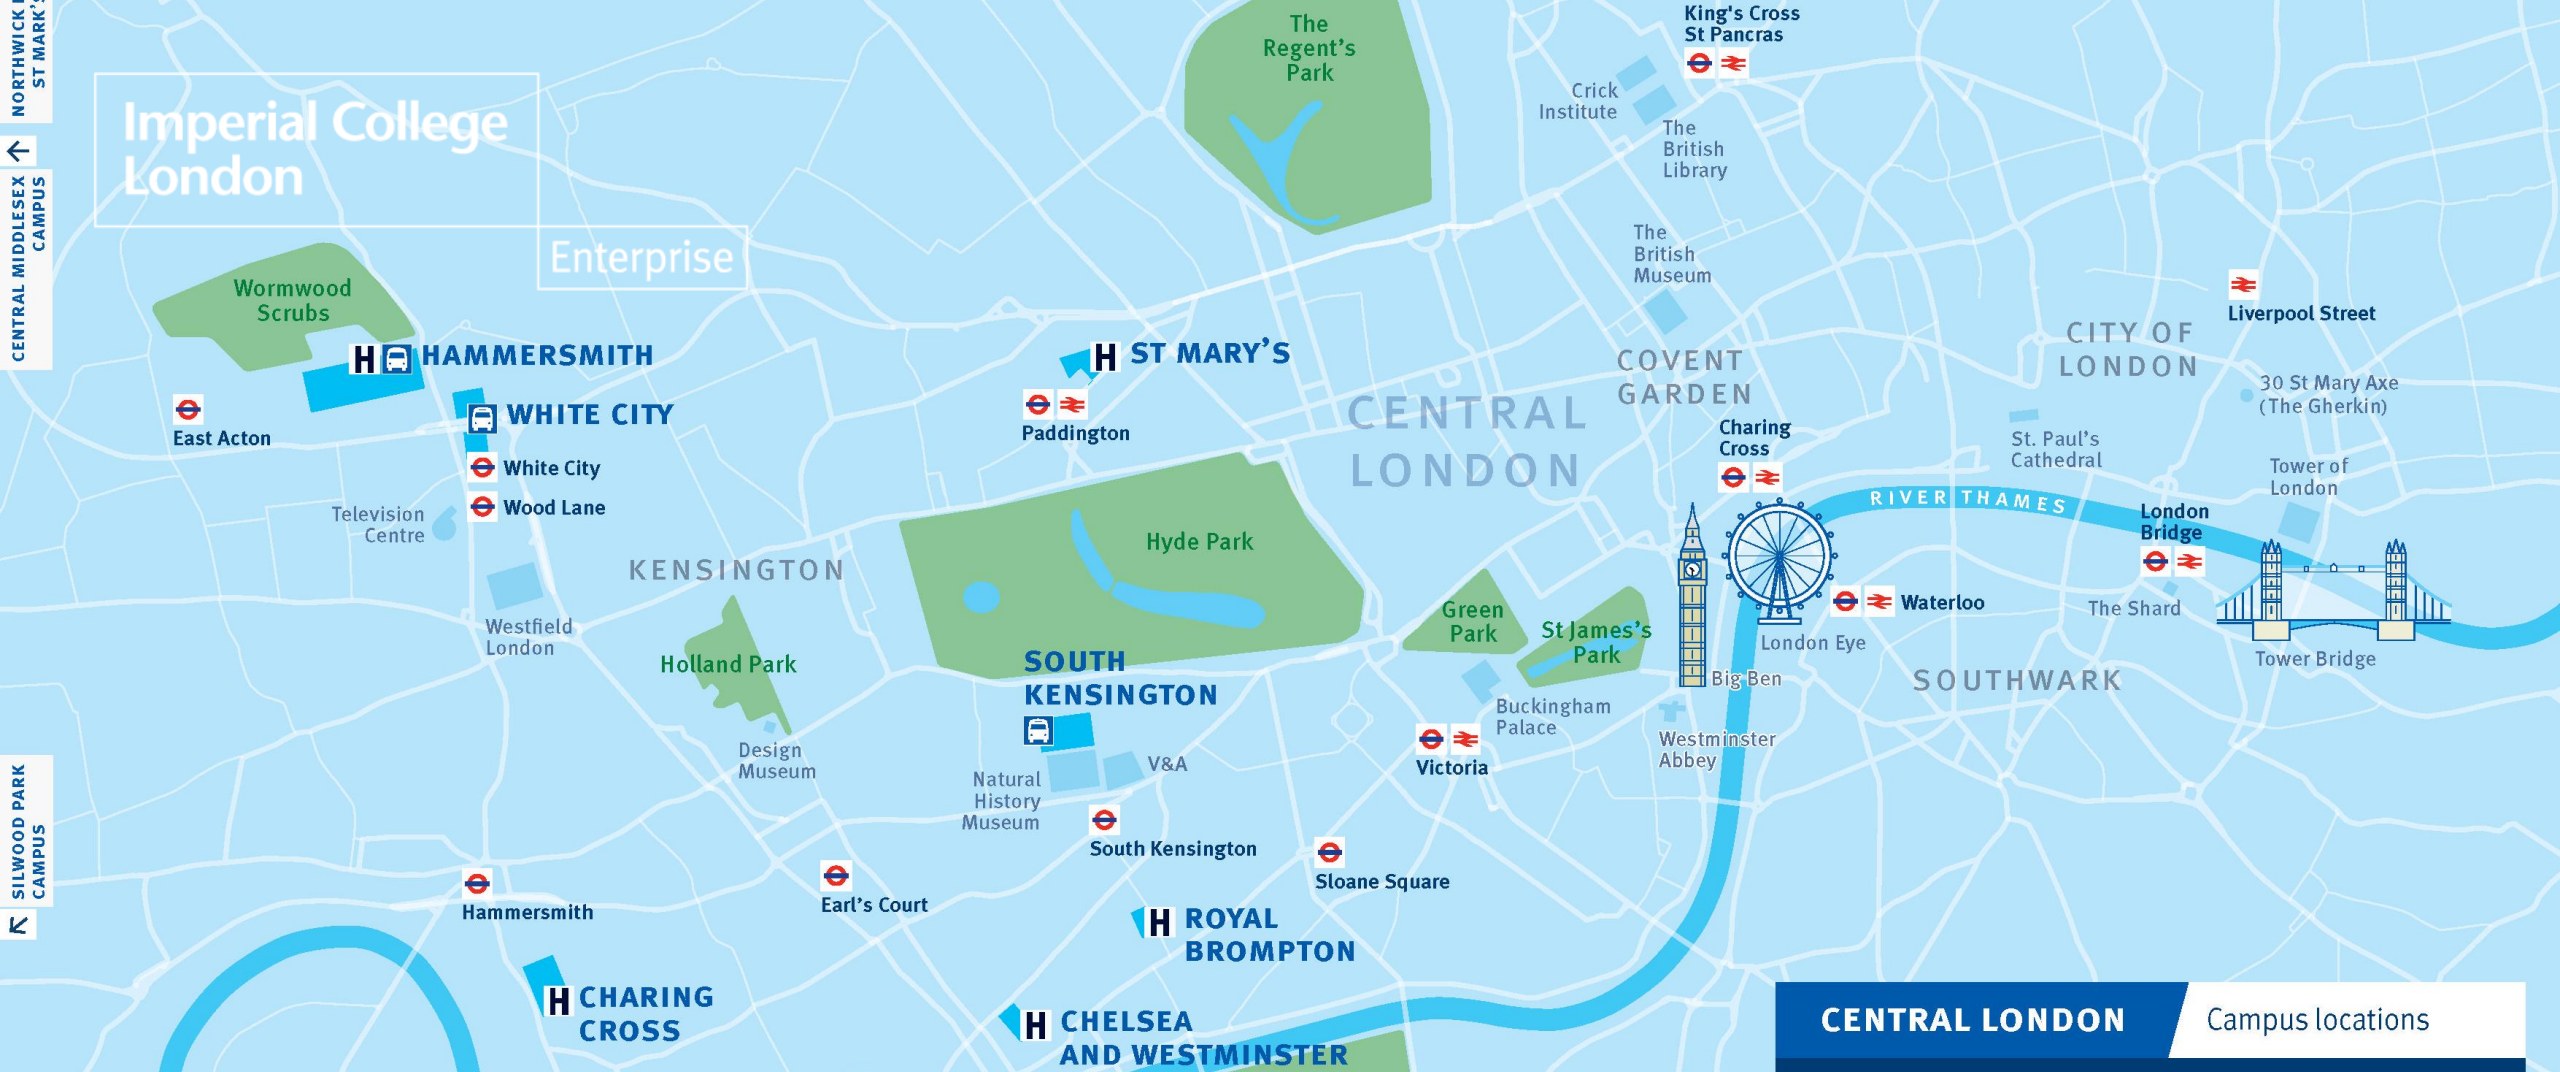 NORTHWICK
ST MARK'S
CENTRAL MIDDLESEX
CAMPUS
SILWOOD PARK
CAMPUS
Imperial College
London
Enterprise
The
Regent's
Park
King's Cross
St Pancras
Crick
Institute
The
British
Library
The
British
Museum
Wormwood
Scrubs
H HAMMERSMITH
WHITE CITY
East Acton
White City
Wood Lane
Television
Centre
Westfield
London
KENSINGTON
Holland Park
Design
Museum
H ST MARY'S
Paddington
CENTRAL
LONDON
COVENT
GARDEN
Charing
Cross
CITY OF
LONDON
Liverpool Street
30 St Mary Axe
(The Gherkin)
St. Paul's
Cathedral
Tower of
London
RIVER THAMES
London
Bridge
The Shard
Tower Bridge
Waterloo
London Eye
Big Ben
SOUTHWARK
Hyde Park
Green
Park
St James's
Park
Buckingham
Palace
Westminster
Abbey
Victoria
SOUTH
KENSINGTON
Natural
History
Museum
V&A
South Kensington
Sloane Square
Earl's Court
Hammersmith
H CHARING
CROSS
H ROYAL
BROMPTON
H CHELSEA
AND WESTMINSTER
CENTRAL LONDON
Campus locations